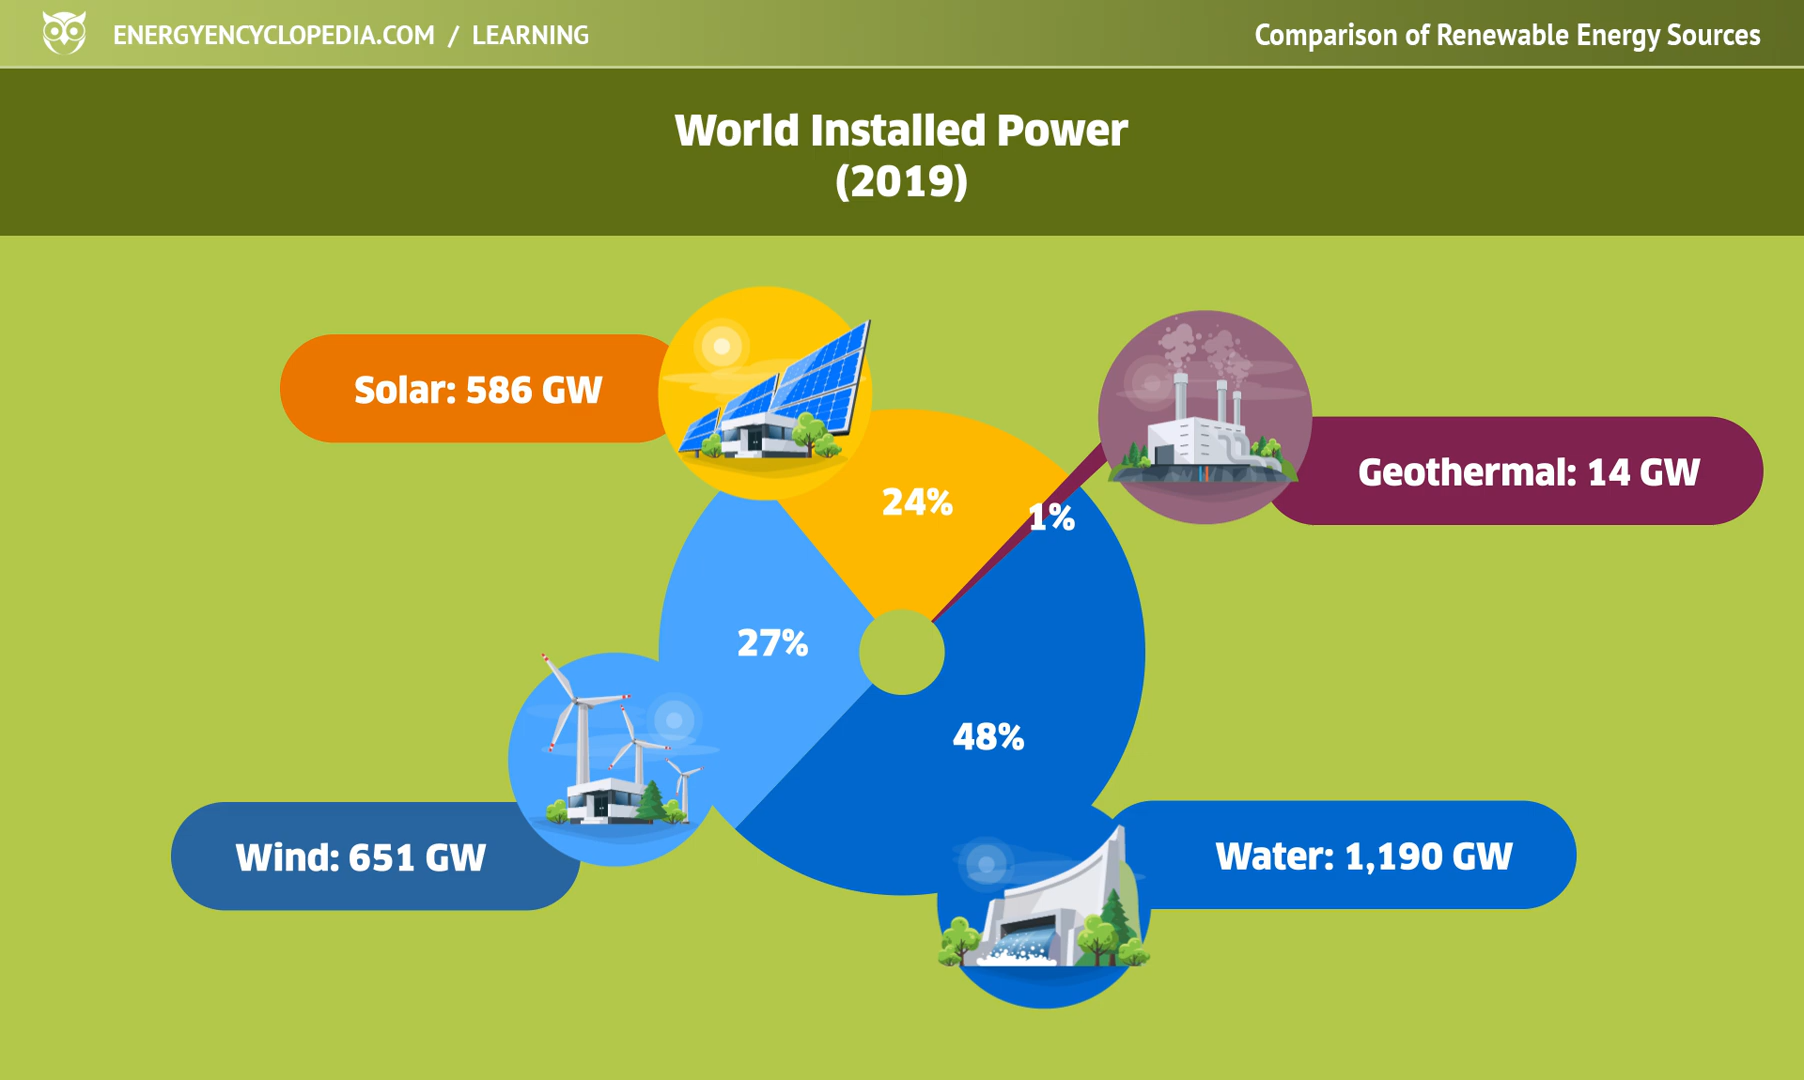 ENERGYENCYCLOPEDIA.COM / LEARNING
Comparison of Renewable Energy Sources
World Installed Power
(2019)
Solar: 586 GW
Geothermal: 14 GW
24%
1%
27%
48%
Wind: 651 GW
Water: 1,190 GW